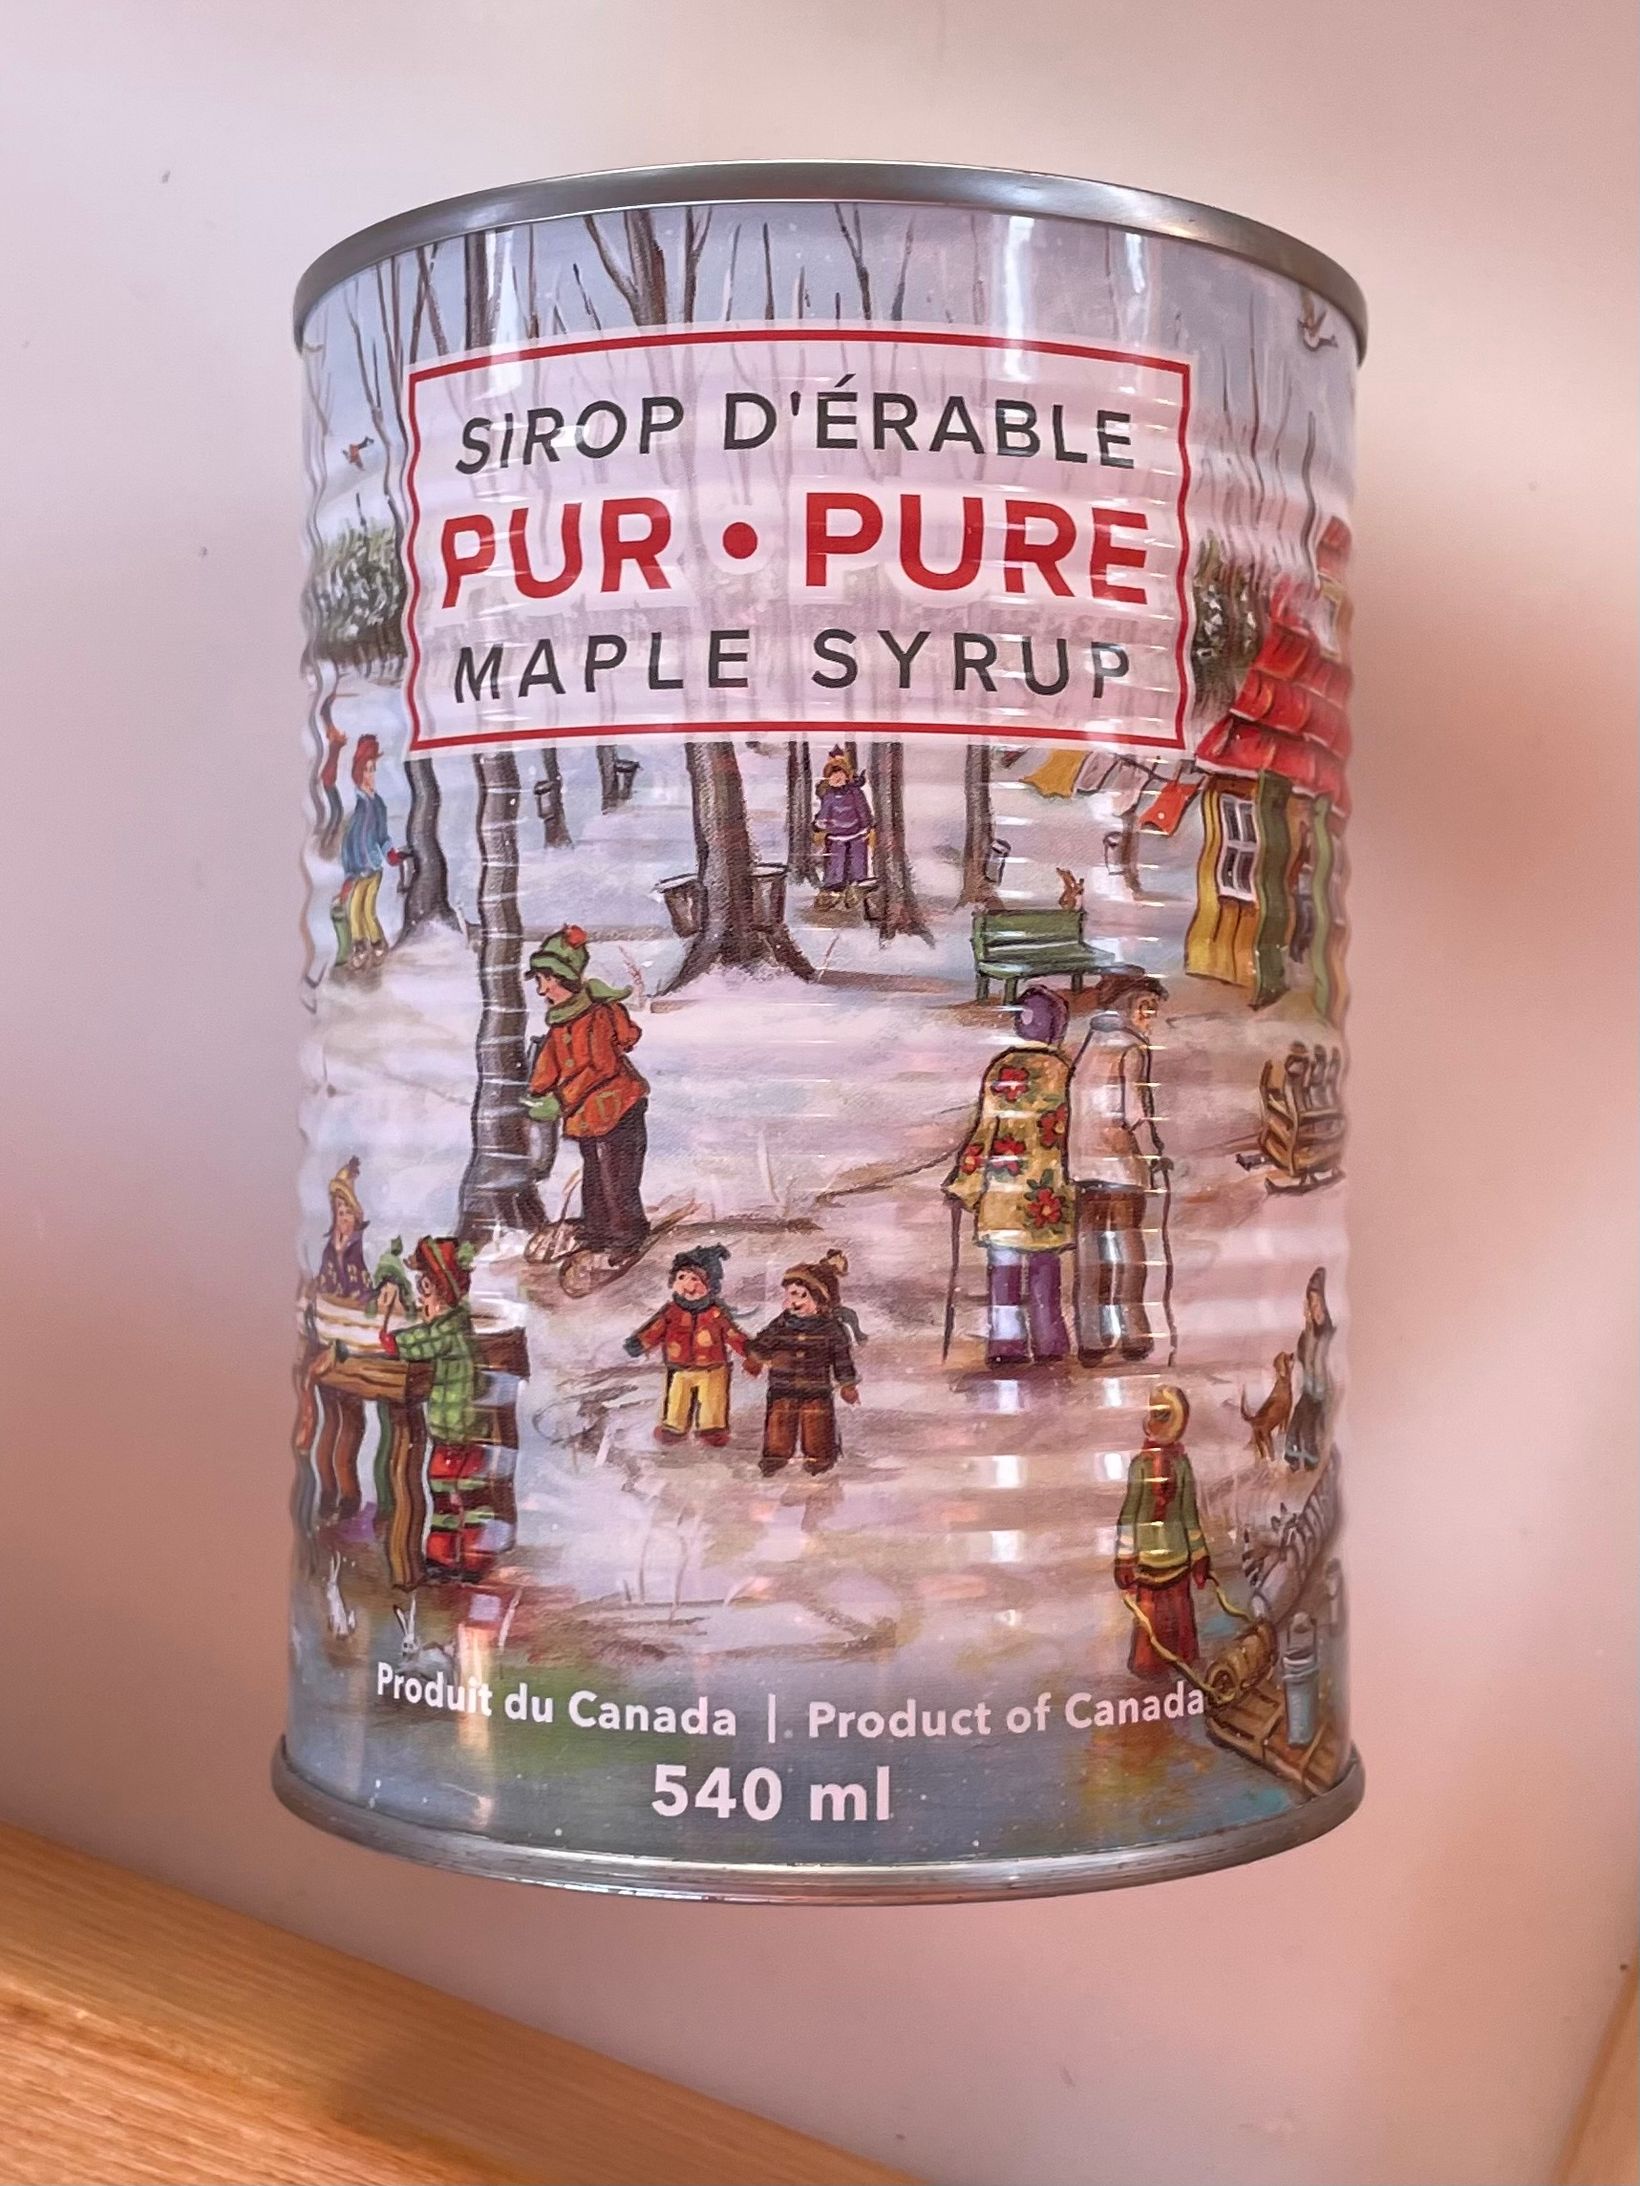 SIROP D'ÉRABLE
PUR • PURE
MAPLE SYRUP
Produit du Canada | Product of Canada
540 ml